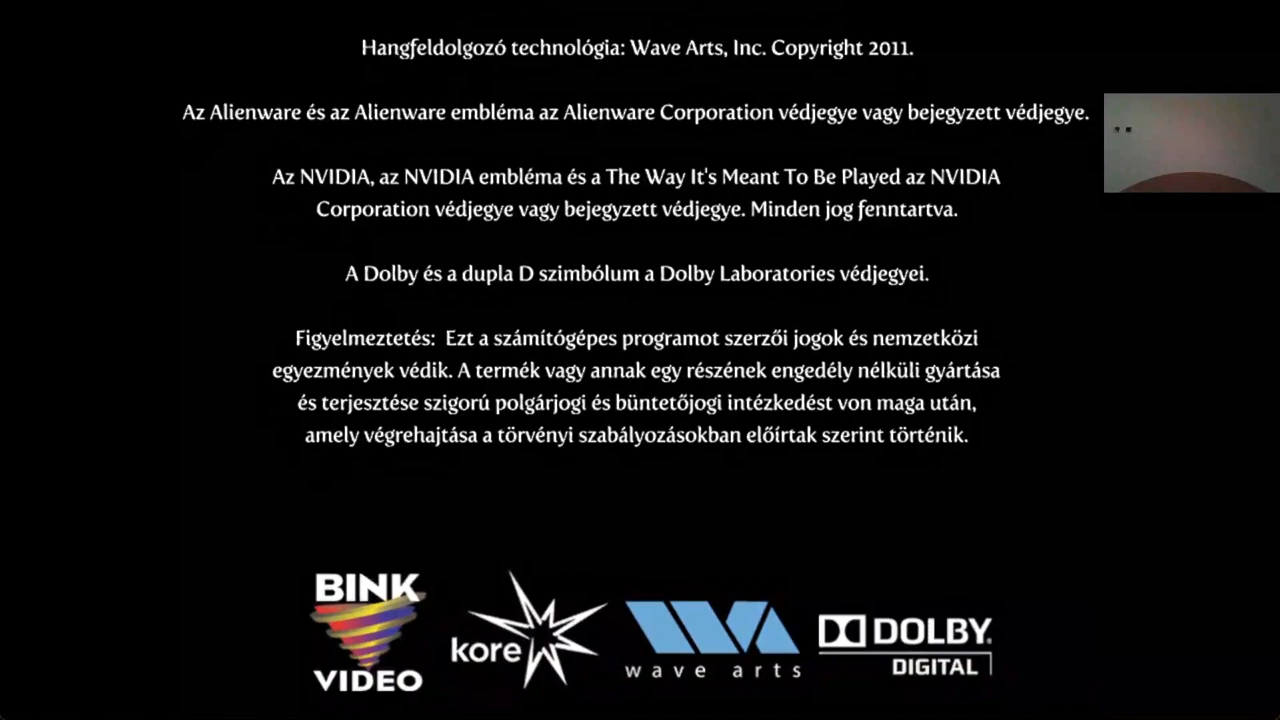 Hangfeldolgozó technológia: Wave Arts, Inc. Copyright 2011.
Az Alienware és az Alienware embléma az Alienware Corporation védjegye vagy bejegyzett védjegye.
Az NVIDIA, az NVIDIA embléma és a The Way It's Meant To Be Played az NVIDIA
Corporation védjegye vagy bejegyzett védjegye. Minden jog fenntartva.
A Dolby és a dupla D szimbólum a Dolby Laboratories védjegyei.
Figyelmeztetés:  Ezt a számítógépes programot szerzői jogok és nemzetközi
egyezmények védik. A termék vagy annak egy részének engedély nélküli gyártása
és terjesztése szigorú polgárjogi és büntetőjogi intézkedést von maga után,
amely végrehajtása a törvényi szabályozásokban előírtak szerint történik.
BINK
VIDEO
kore
wave arts
DOLBY
DIGITAL